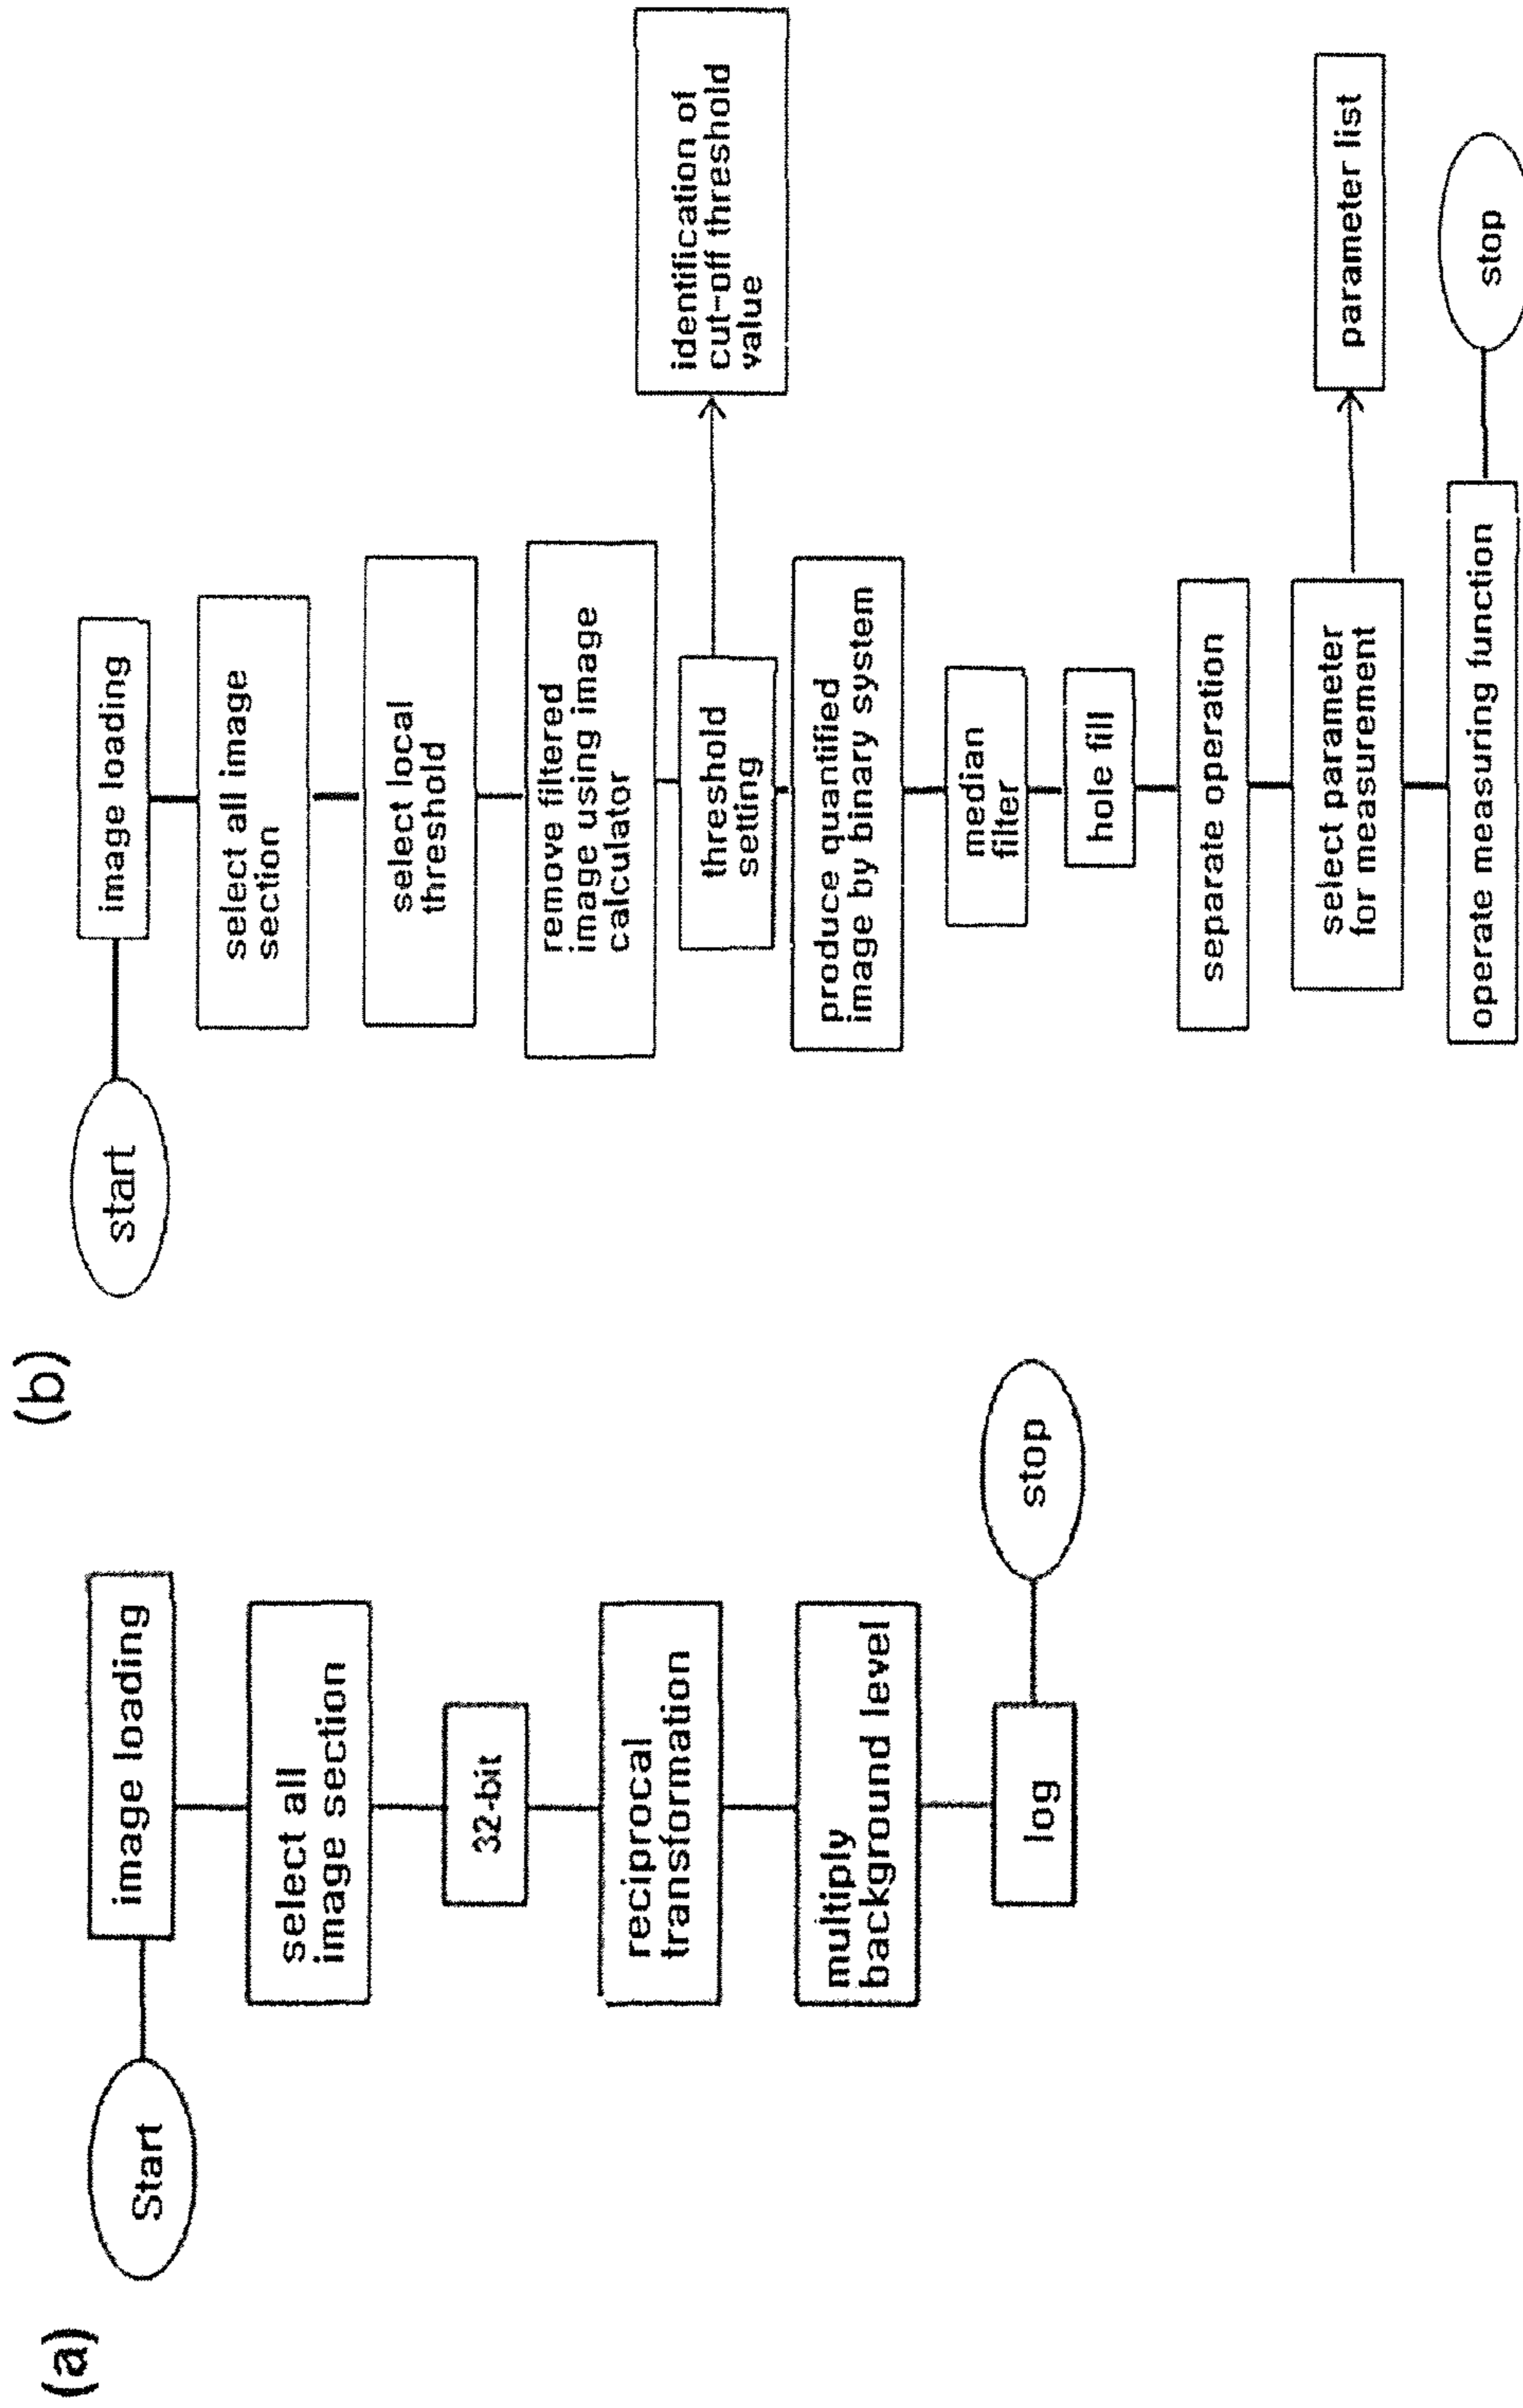 (a)
Start
image loading
select all
image section
32-bit
reciprocal
transformation
multiply
background level
log
stop
(b)
start
image loading
select all image
section
select local
threshold
remove filtered
image using image
calculator
threshold
setting
identification of
cut-off threshold
value
produce quantified
image by binary system
median
filter
hole fill
separate operation
select parameter
for measurement
parameter list
operate measuring function
stop